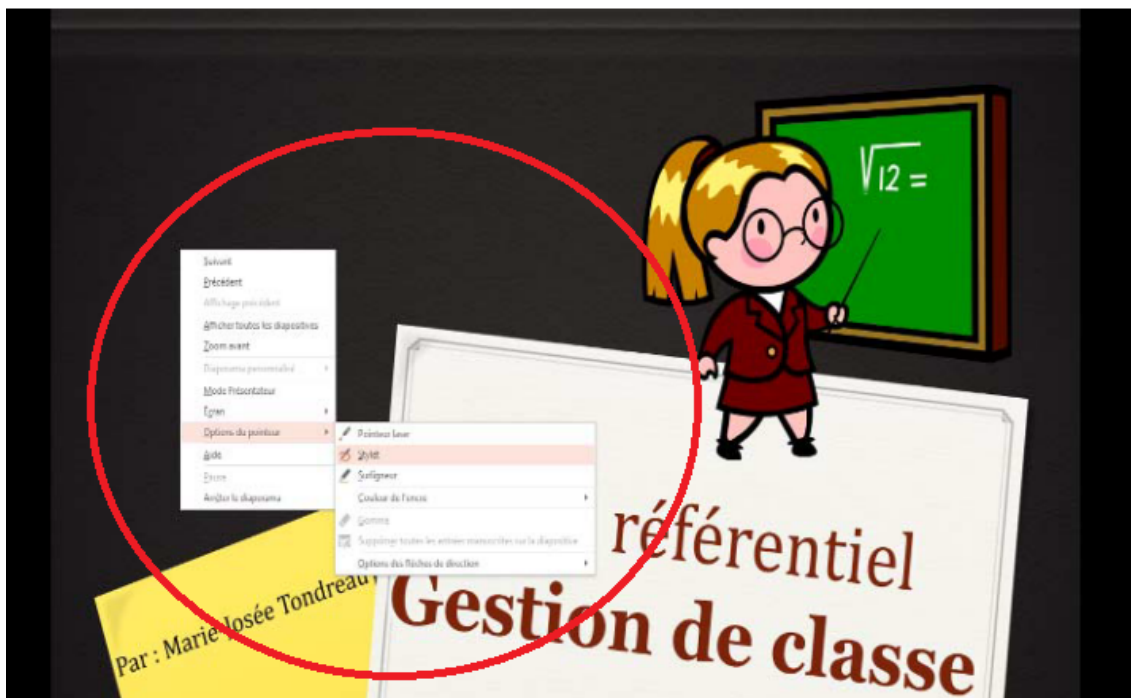 √12 =
Suivant
Précédent
Affichage précédent
Afficher toutes les diapositives
Zoom avant
Diaporama personnalisé
Mode Présentateur
Écran
Options du pointeur
Aide
Pause
Arrêter le diaporama
Pointeur laser
Stylet
Surligneur
Couleur de l'encre
Gomme
Supprimer toutes les entrées manuscrites sur la diapositive
Options des flèches de direction
référentiel
Gestion de classe
Par : Marie-Josée Tondreau